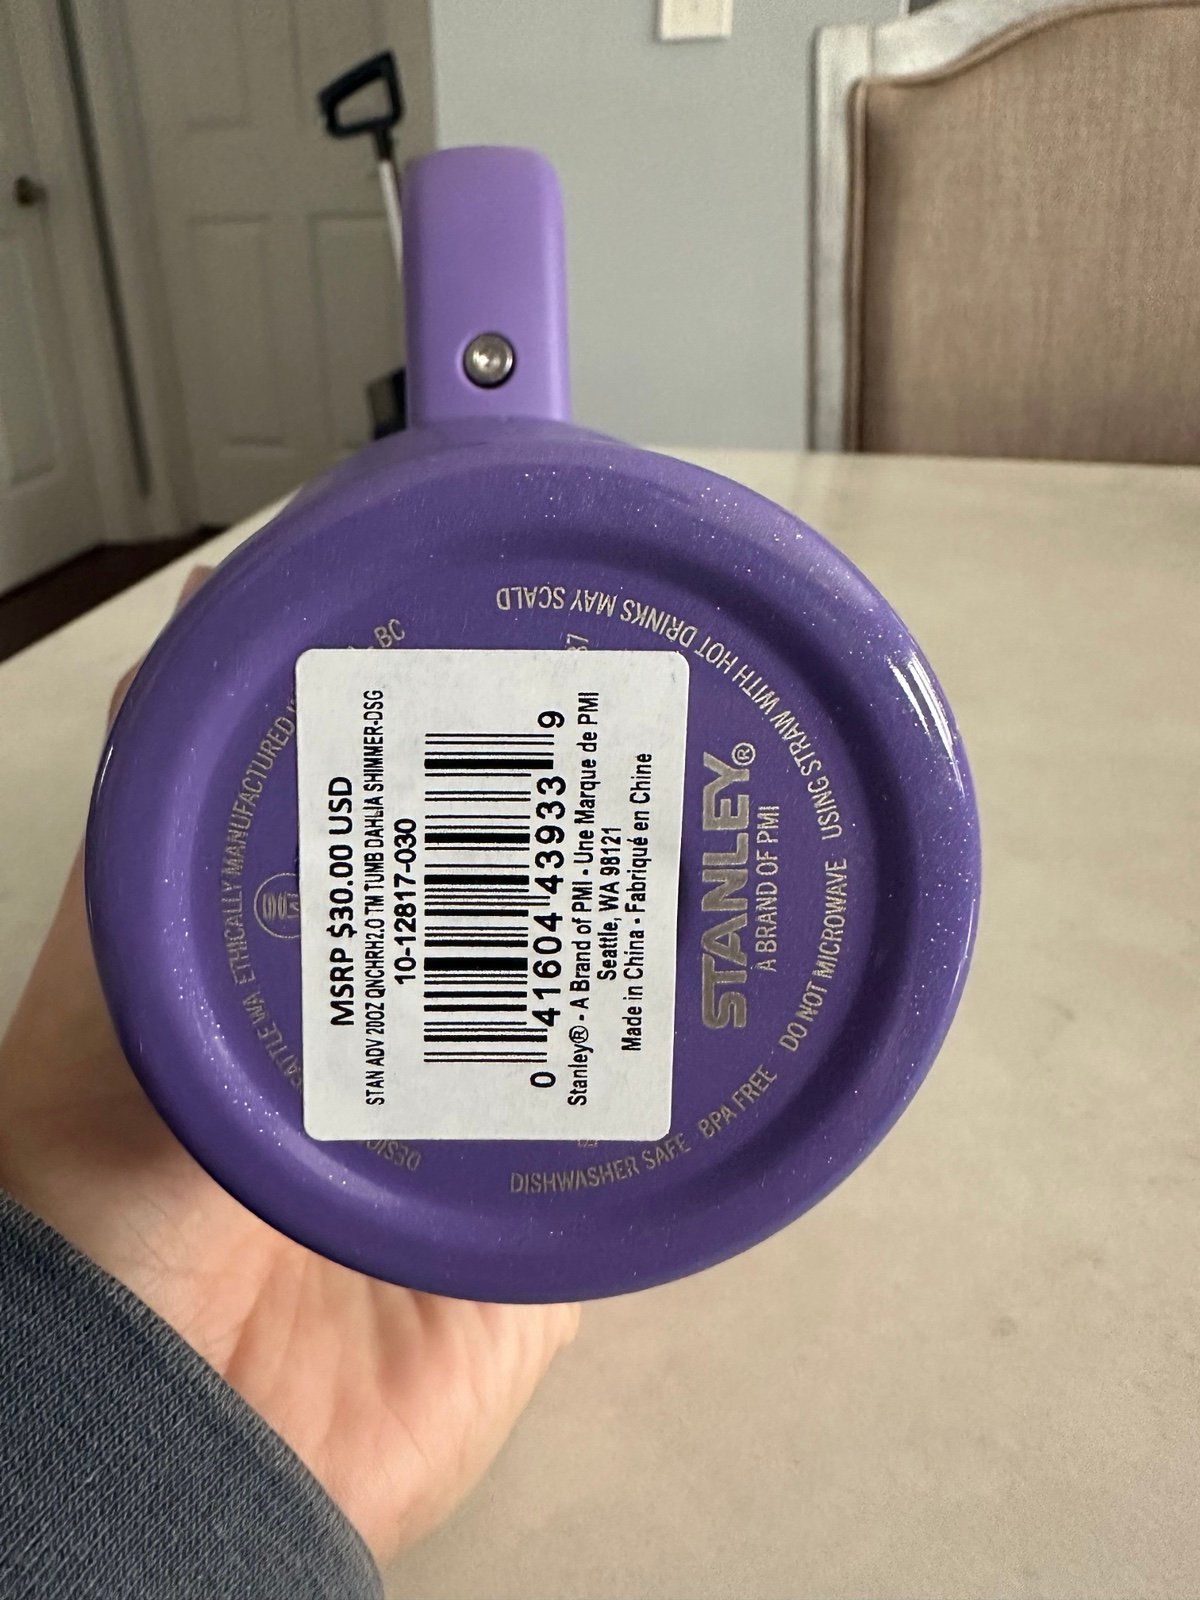 MSRP $30.00 USD
STAN ADV 20OZ QNCHRH2.0 TM TUMB DAHLIA SHIMMER-DSG
10-12817-030
0 41604 43933 9
Stanley® - A Brand of PMI - Une Marque de PMI
Seattle, WA 98121
Made in China - Fabriqué en Chine
STANLEY®
A BRAND OF PMI
DISHWASHER SAFE BPA FREE DO NOT MICROWAVE USING STRAW WITH HOT DRINKS MAY SCALD
WA ETHICALLY MANUFACTURED
BC